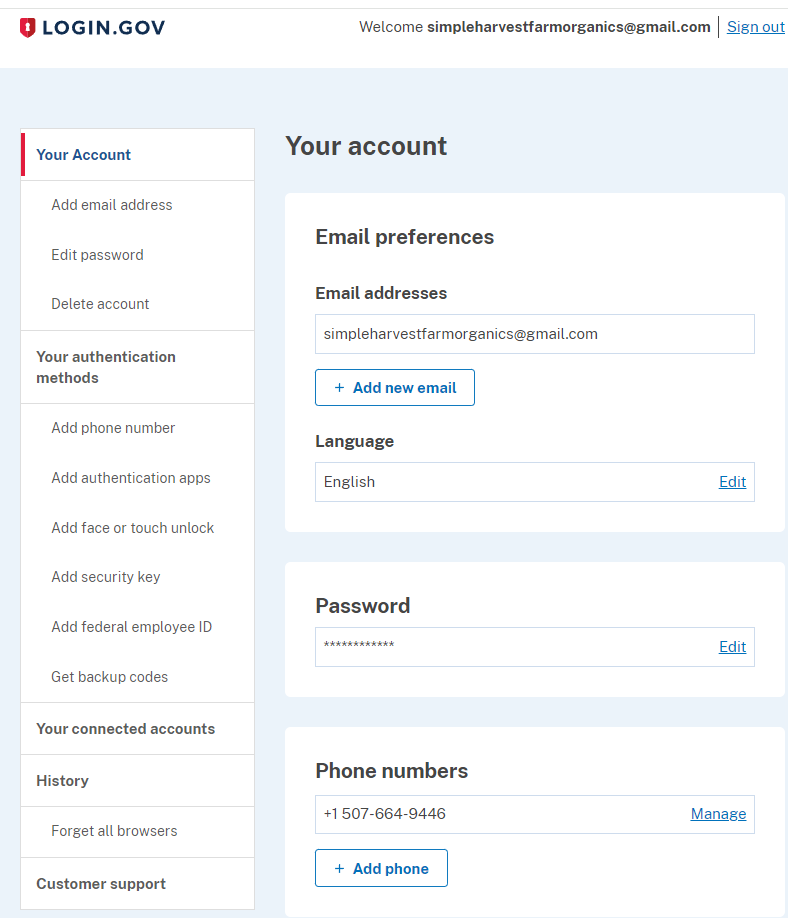 LOGIN.GOV
Welcome simpleharvestfarmorganics@gmail.com Sign out
Your Account
Add email address
Edit password
Delete account
Your authentication
methods
Add phone number
Add authentication apps
Add face or touch unlock
Add security key
Add federal employee ID
Get backup codes
Your connected accounts
History
Forget all browsers
Customer support
Your account
Email preferences
Email addresses
simpleharvestfarmorganics@gmail.com
+ Add new email
Language
English Edit
Password
************ Edit
Phone numbers
+1 507-664-9446 Manage
+ Add phone